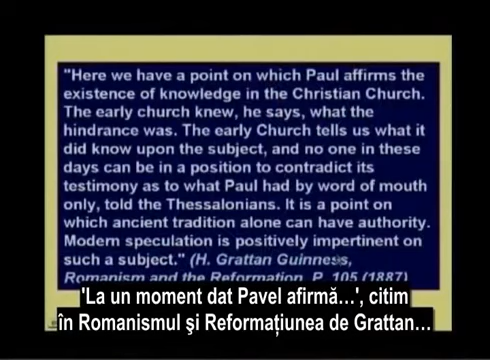 "Here we have a point on which Paul affirms the
existence of knowledge in the Christian Church.
The early church knew, he says, what the
hindrance was. The early Church tells us what it
did know upon the subject, and no one in these
days can be in a position to contradict its
testimony as to what Paul had by word of mouth
only, told the Thessalonians. It is a point on
which ancient tradition alone can have authority.
Modern speculation is positively impertinent on
such a subject." (H. Grattan Guinness,
Romanism and the Reformation, P. 105 (1887)
'La un moment dat Pavel afirmă...', citim
în Romanismul şi Reformaţiunea de Grattan...